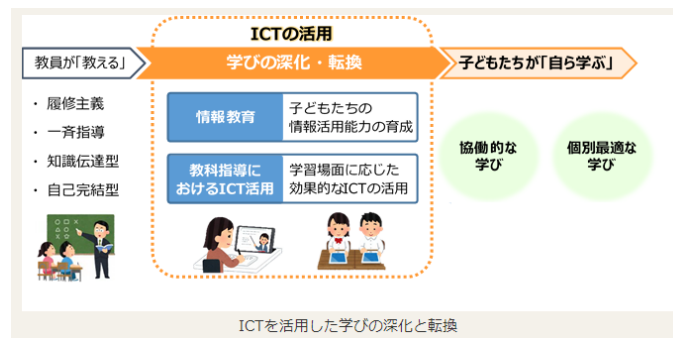 ICTの活用
教員が「教える」
学びの深化・転換
子どもたちが「自ら学ぶ」
・ 履修主義
・ 一斉指導
・ 知識伝達型
・ 自己完結型
情報教育
子どもたちの
情報活用能力の育成
教科指導に
おけるICT活用
学習場面に応じた
効果的なICTの活用
協働的な
学び
個別最適な
学び
ICTを活用した学びの深化と転換